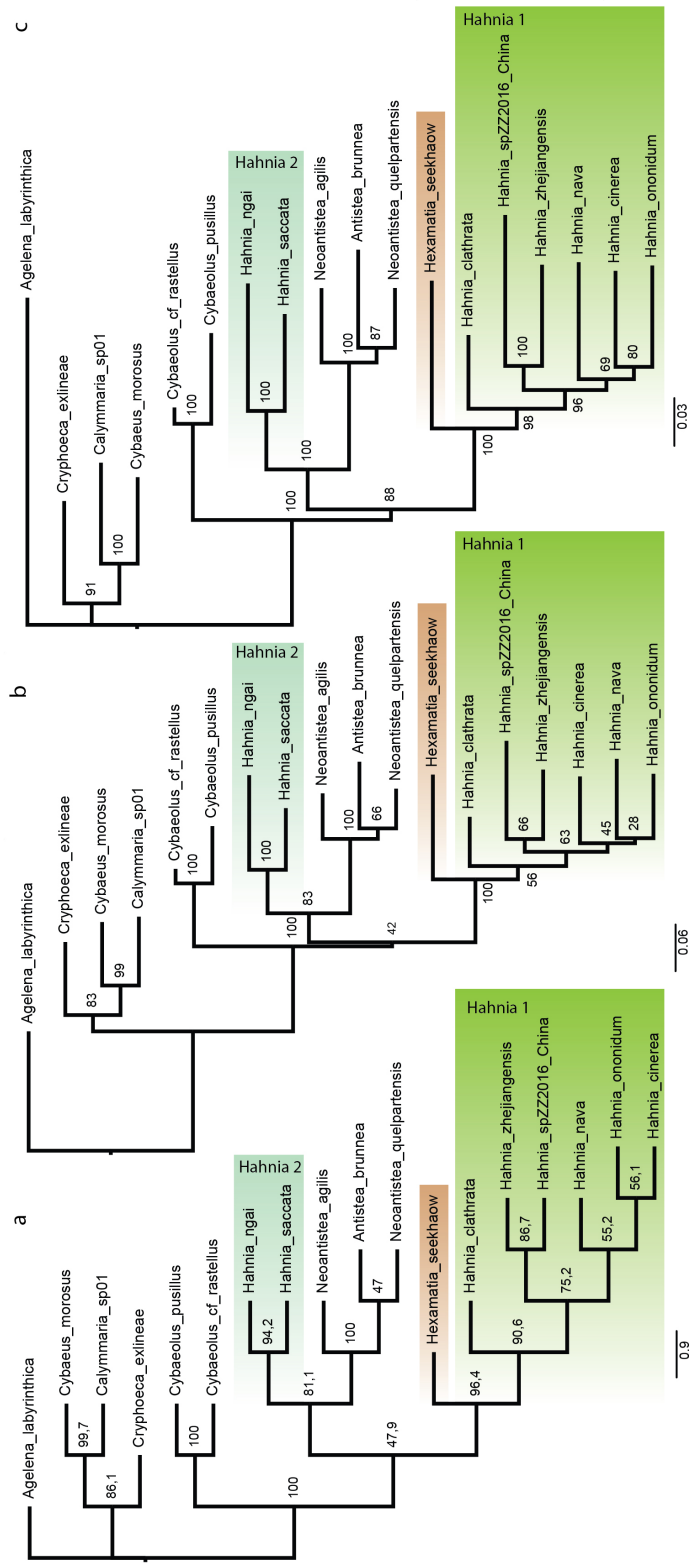 a
Agelena_labyrinthica
Cybaeus_morosus
99,7
Calymmaria_sp01
86,1
Cryphoeca_exlineae
Cybaeolus_pusillus
100
Cybaeolus_cf_rastellus
100
Hahnia 2
Hahnia_ngai
94,2
Hahnia_saccata
81,1
Neoantistea_agilis
100
Antistea_brunnea
47
Neoantistea_quelpartensis
47,9
Hexamatia_seekhaow
96,4
Hahnia 1
Hahnia_clathrata
90,6
Hahnia_zhejiangensis
86,7
Hahnia_spZZ2016_China
75,2
Hahnia_nava
55,2
Hahnia_ononidum
56,1
Hahnia_cinerea
0.9
b
Agelena_labyrinthica
Cryphoeca_exlineae
83
Cybaeus_morosus
99
Calymmaria_sp01
Cybaeolus_cf_rastellus
100
Cybaeolus_pusillus
100
Hahnia 2
Hahnia_ngai
100
Hahnia_saccata
83
Neoantistea_agilis
100
Antistea_brunnea
66
Neoantistea_quelpartensis
42
Hexamatia_seekhaow
100
Hahnia 1
Hahnia_clathrata
56
Hahnia_spZZ2016_China
66
Hahnia_zhejiangensis
63
Hahnia_cinerea
45
Hahnia_nava
28
Hahnia_ononidum
0.06
c
Agelena_labyrinthica
Cryphoeca_exlineae
91
Calymmaria_sp01
100
Cybaeus_morosus
Cybaeolus_cf_rastellus
100
Cybaeolus_pusillus
100
Hahnia 2
Hahnia_ngai
100
Hahnia_saccata
100
Neoantistea_agilis
100
Antistea_brunnea
87
Neoantistea_quelpartensis
88
Hexamatia_seekhaow
100
Hahnia 1
Hahnia_clathrata
98
Hahnia_spZZ2016_China
100
Hahnia_zhejiangensis
96
Hahnia_nava
69
Hahnia_cinerea
80
Hahnia_ononidum
0.03